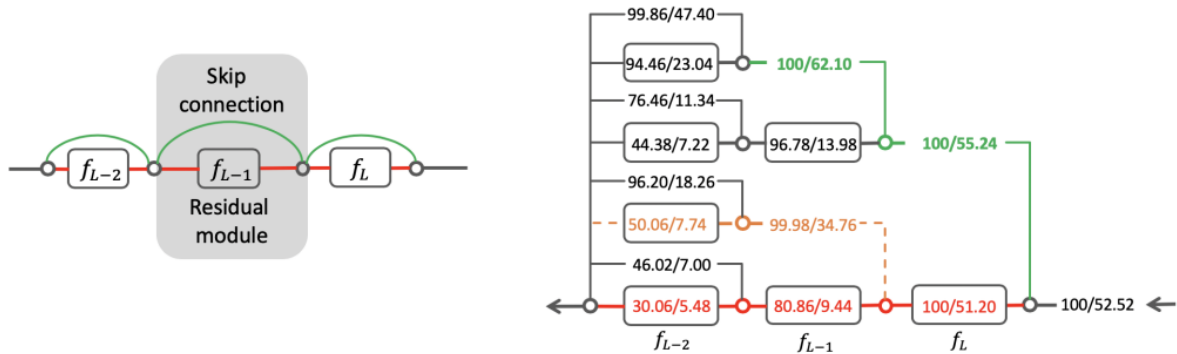 Skip
connection
f_{L-2}
f_{L-1}
f_L
Residual
module
99.86/47.40
94.46/23.04
100/62.10
76.46/11.34
44.38/7.22
96.78/13.98
100/55.24
96.20/18.26
50.06/7.74
99.98/34.76
46.02/7.00
30.06/5.48
80.86/9.44
100/51.20
100/52.52
f_{L-2}
f_{L-1}
f_L